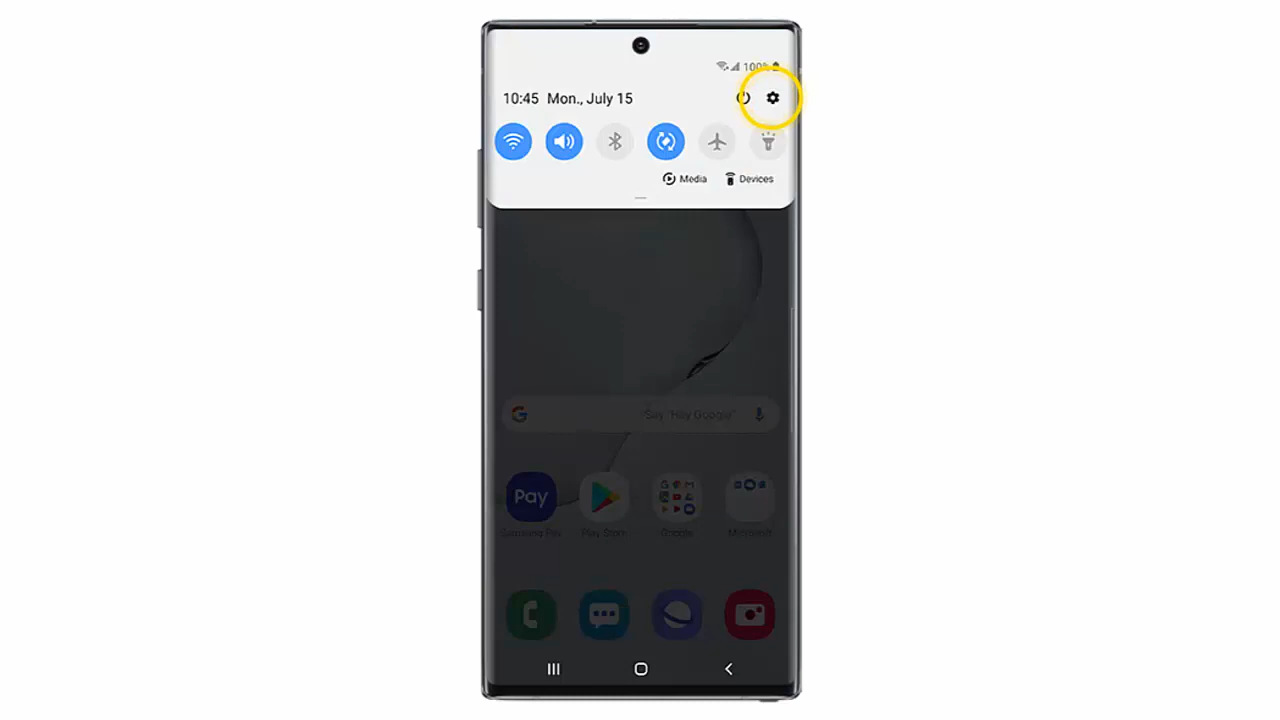 100%
10:45 Mon., July 15
Media Devices
Say "Hey Google"
Pay
Samsung Pay Play Store Google Microsoft